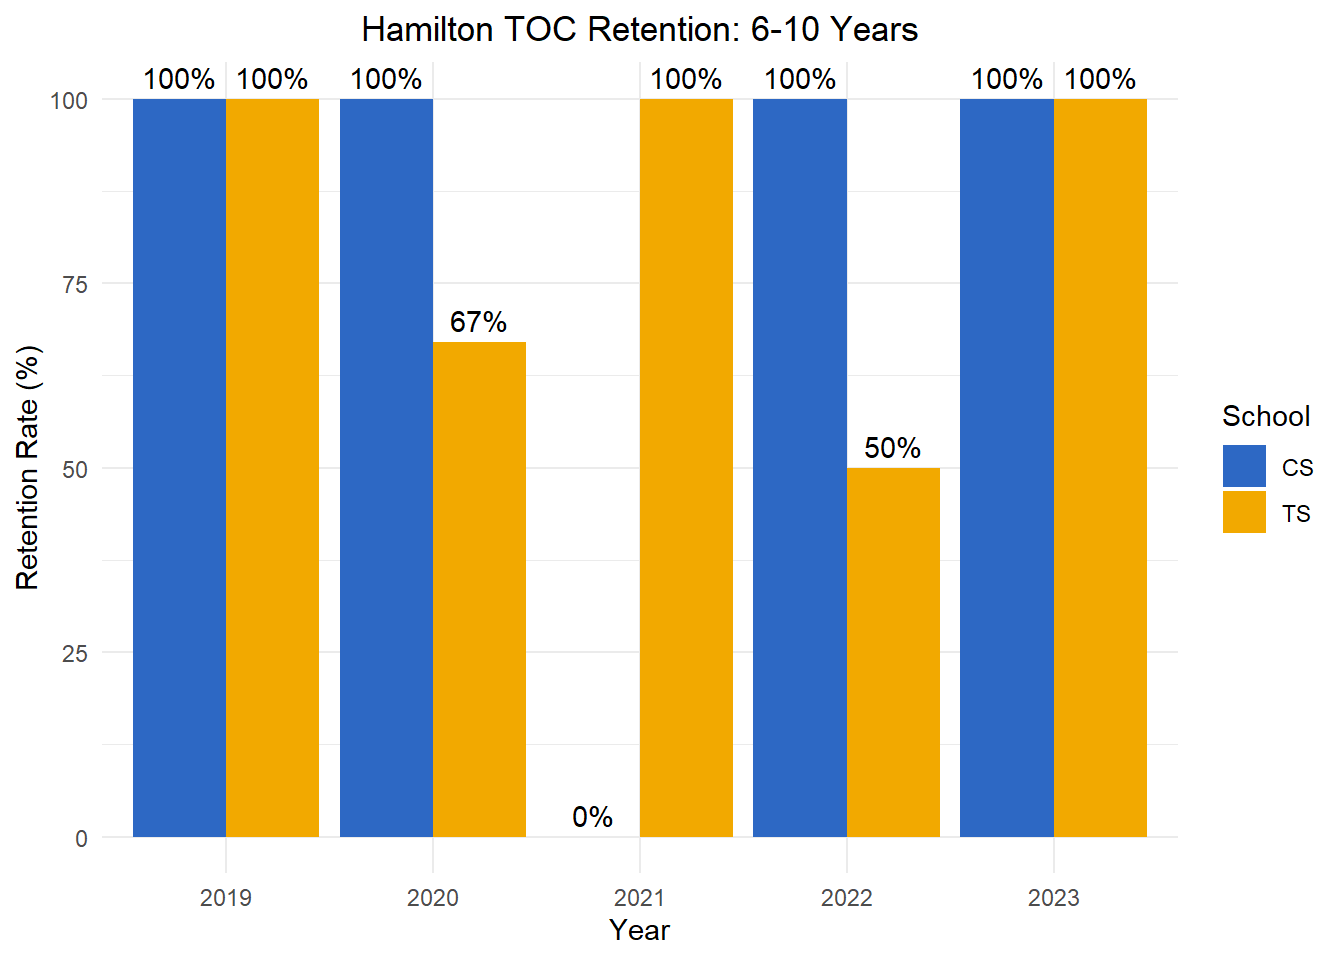 Hamilton TOC Retention: 6-10 Years
100% 100% 100% 100% 100% 100% 100%
67%
50%
0%
100
75
50
25
0
Retention Rate (%)
2019 2020 2021 2022 2023
Year
School
CS
TS